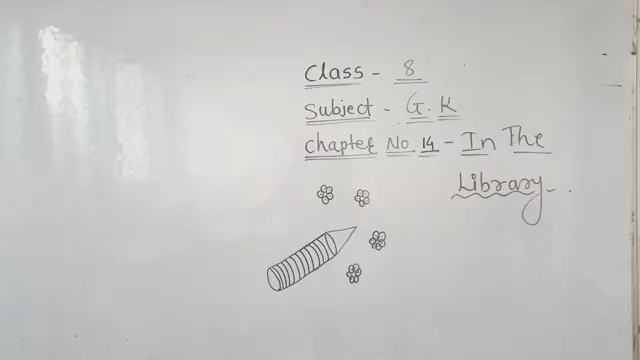 Class - 8
Subject - G.K
Chapter No 14 - In The
Library.